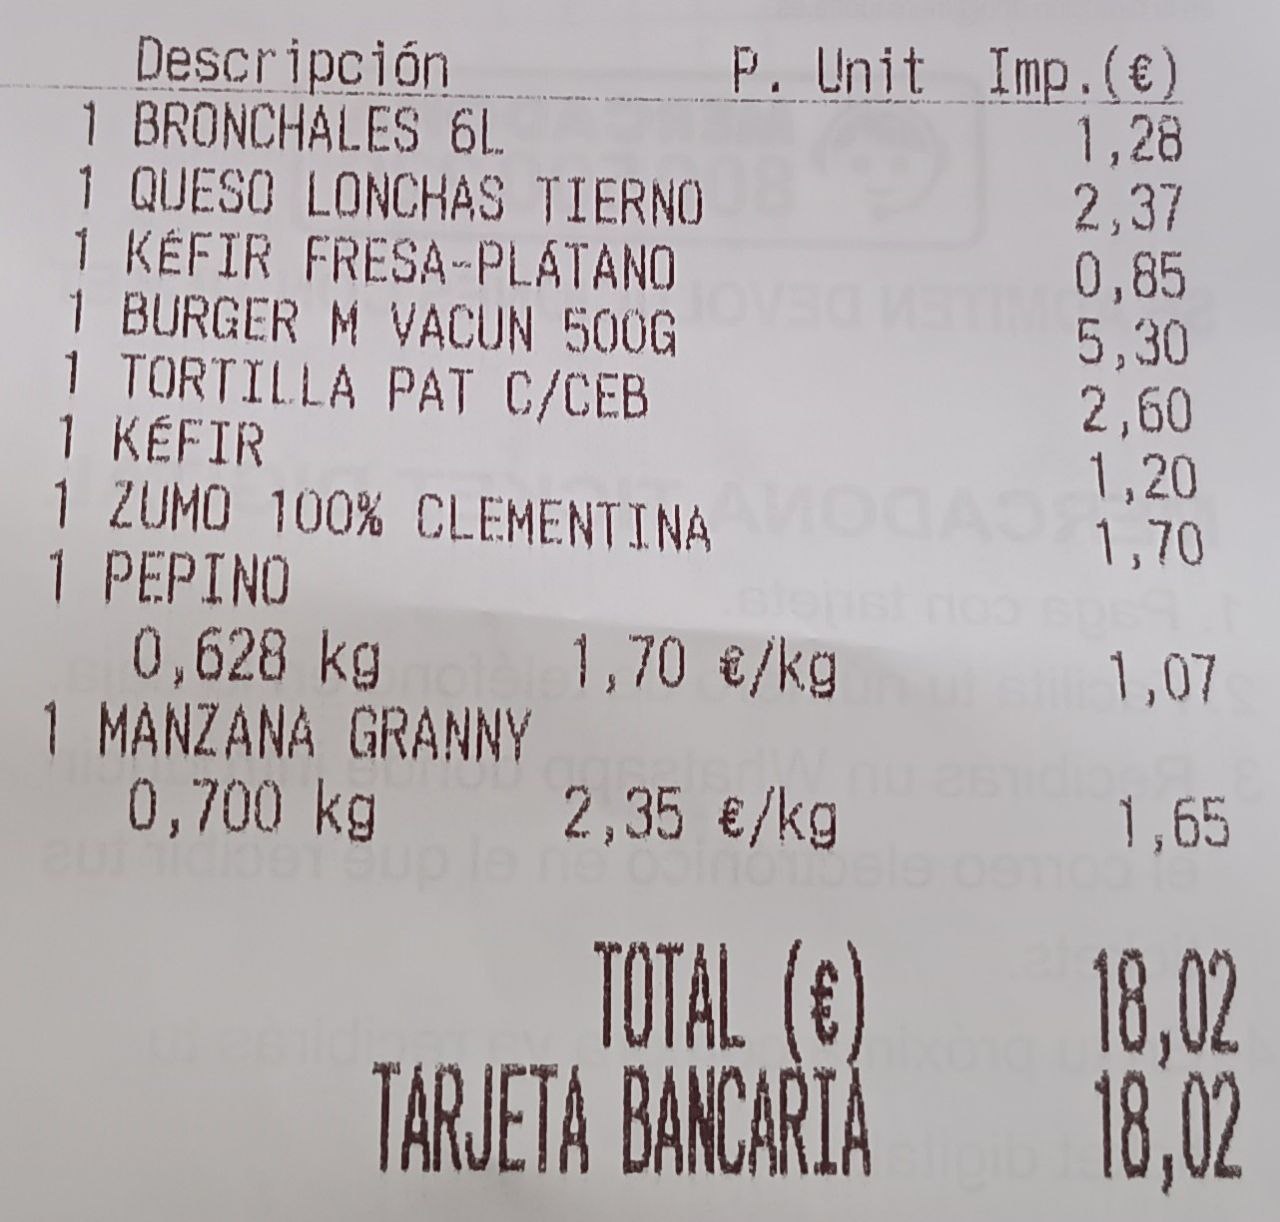 Descripción P. Unit Imp.(€)
1 BRONCHALES 6L 1,28
1 QUESO LONCHAS TIERNO 2,37
1 KÉFIR FRESA-PLÁTANO 0,85
1 BURGER M VACUN 500G 5,30
1 TORTILLA PAT C/CEB 2,60
1 KÉFIR 1,20
1 ZUMO 100% CLEMENTINA 1,70
1 PEPINO
0,628 kg 1,70 €/kg 1,07
1 MANZANA GRANNY
0,700 kg 2,35 €/kg 1,65
TOTAL (€) 18,02
TARJETA BANCARIA 18,02